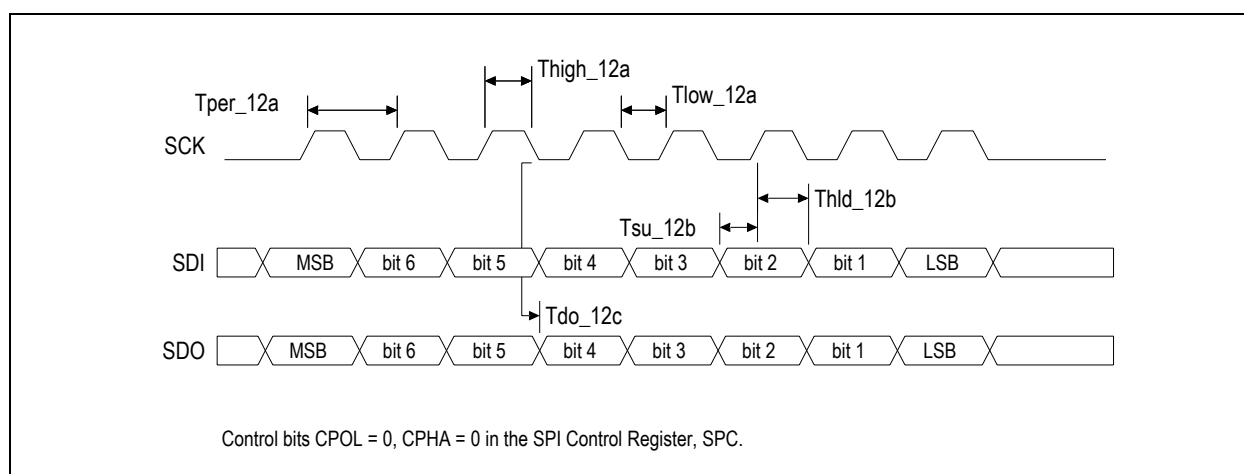 Thigh_12a
Tper_12a
Tlow_12a
SCK
Thld_12b
Tsu_12b
SDI MSB bit 6 bit 5 bit 4 bit 3 bit 2 bit 1 LSB
Tdo_12c
SDO MSB bit 6 bit 5 bit 4 bit 3 bit 2 bit 1 LSB
Control bits CPOL = 0, CPHA = 0 in the SPI Control Register, SPC.